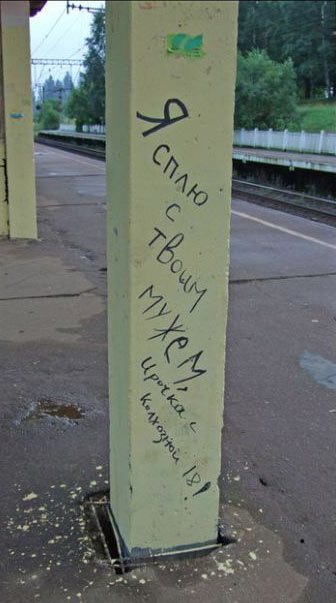 Я
сплю
с
твоим
мужем,
Ирочка с
Колхозной 18!